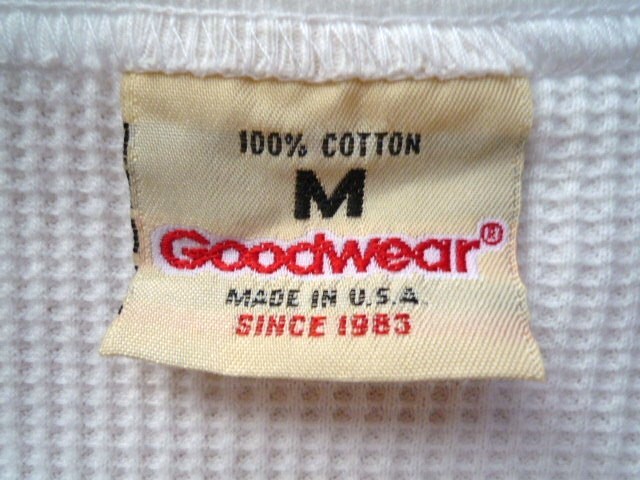 100% COTTON
M
Goodwear®
MADE IN U.S.A.
SINCE 1983